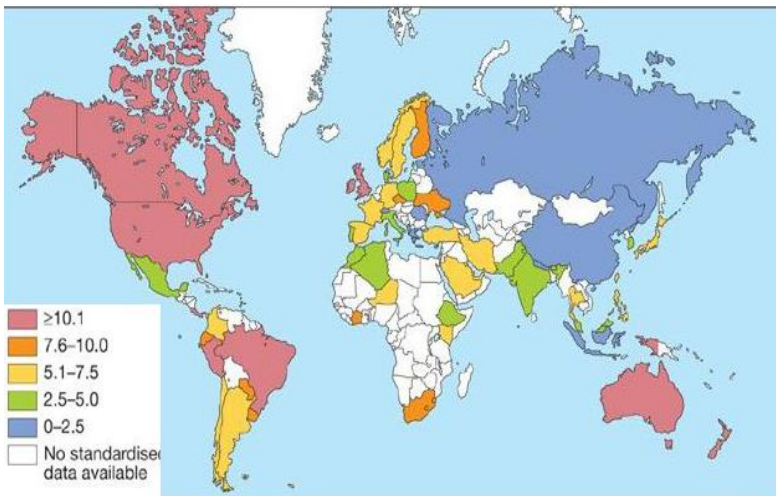 ≥10.1
7.6–10.0
5.1–7.5
2.5–5.0
0–2.5
No standardised
data available